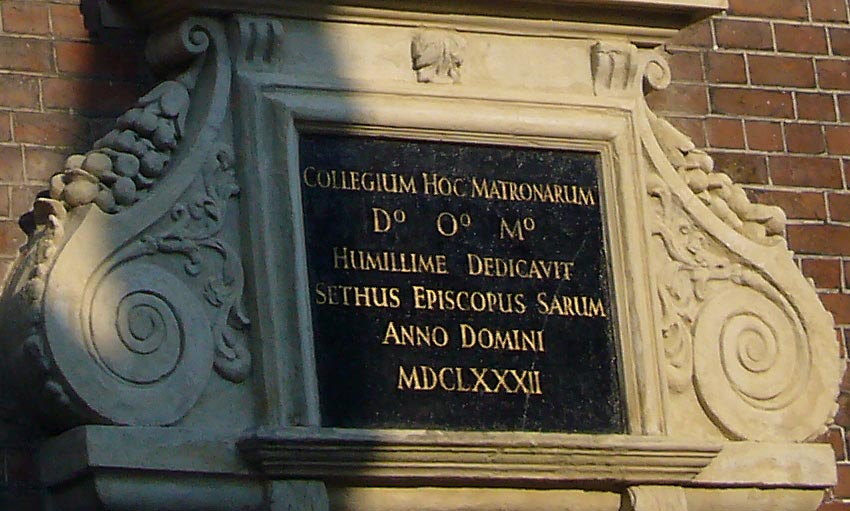 COLLEGIUM HOC MATRONARUM
Dº Oº Mº
HUMILLIME DEDICAVIT
SETHUS EPISCOPUS SARUM
ANNO DOMINI
MDCLXXXII